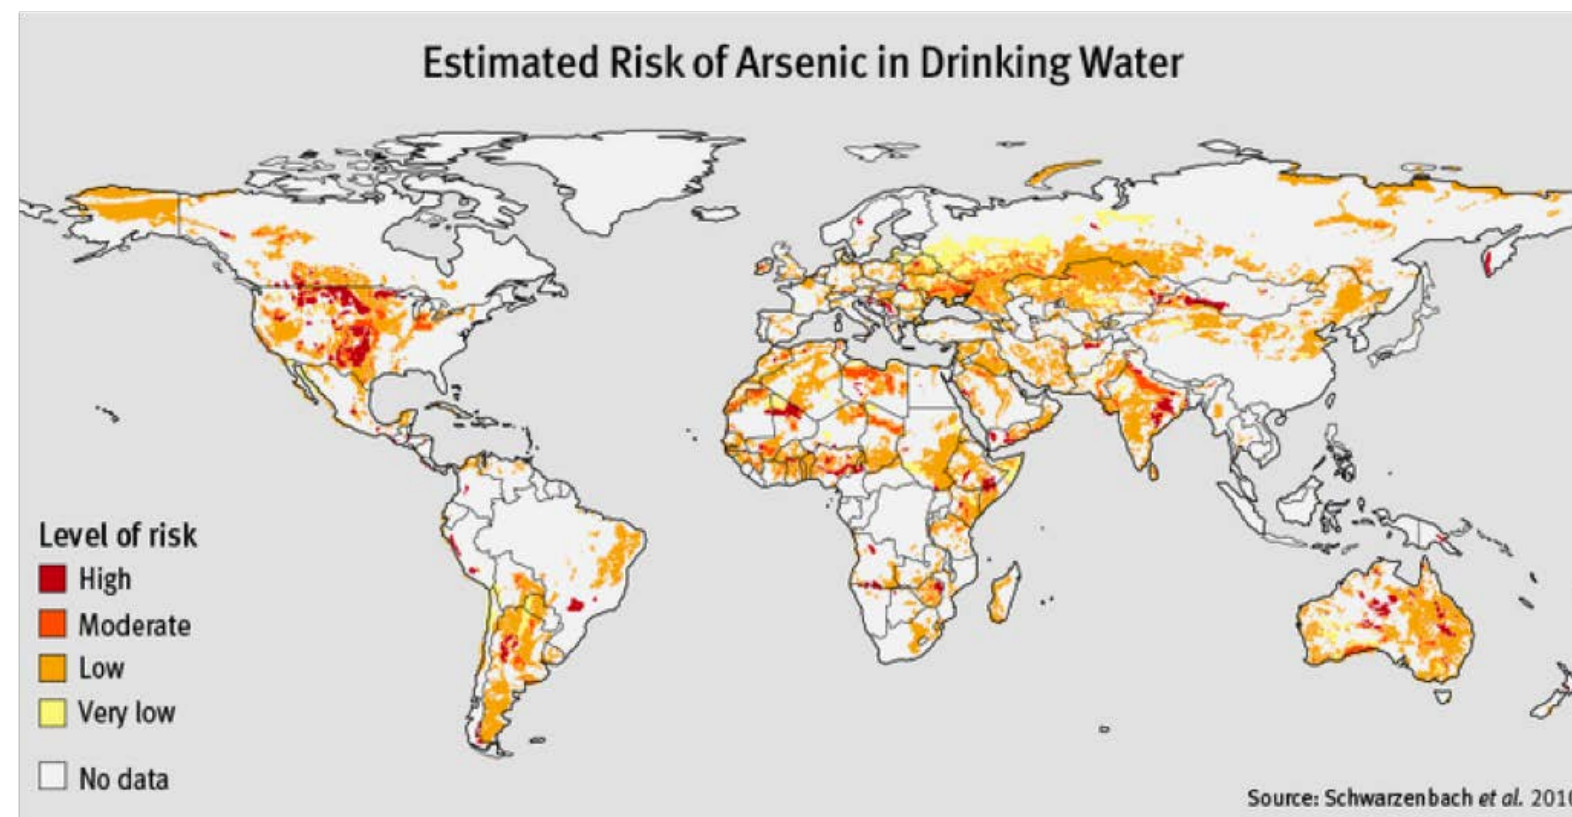 Estimated Risk of Arsenic in Drinking Water
Level of risk
High
Moderate
Low
Very low
No data
Source: Schwarzenbach et al. 2010